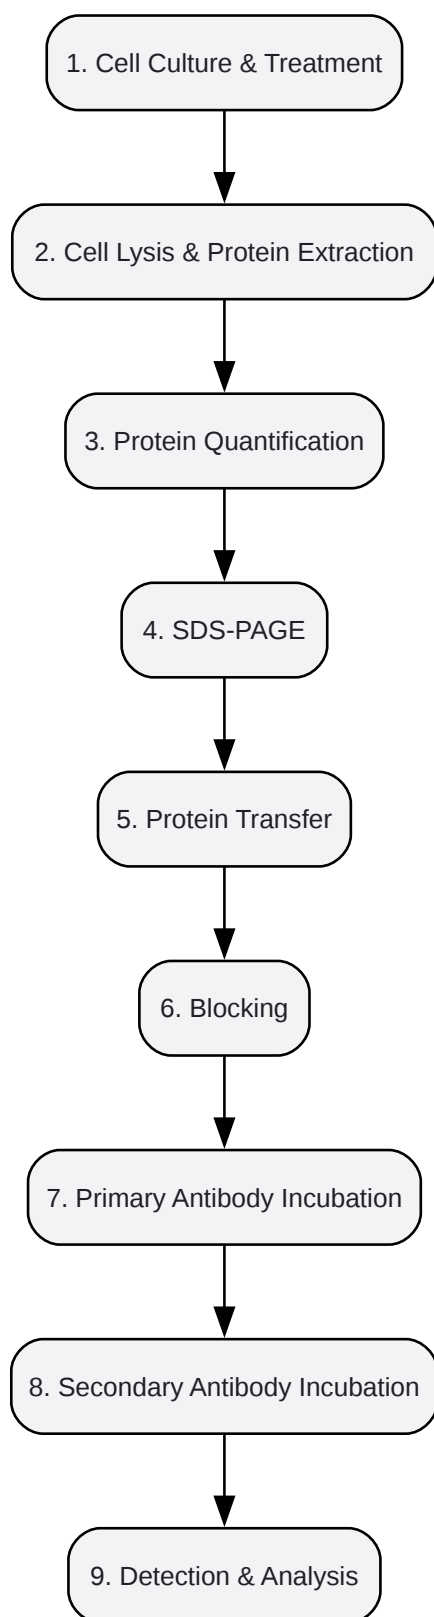 1. Cell Culture & Treatment
2. Cell Lysis & Protein Extraction
3. Protein Quantification
4. SDS-PAGE
5. Protein Transfer
6. Blocking
7. Primary Antibody Incubation
8. Secondary Antibody Incubation
9. Detection & Analysis